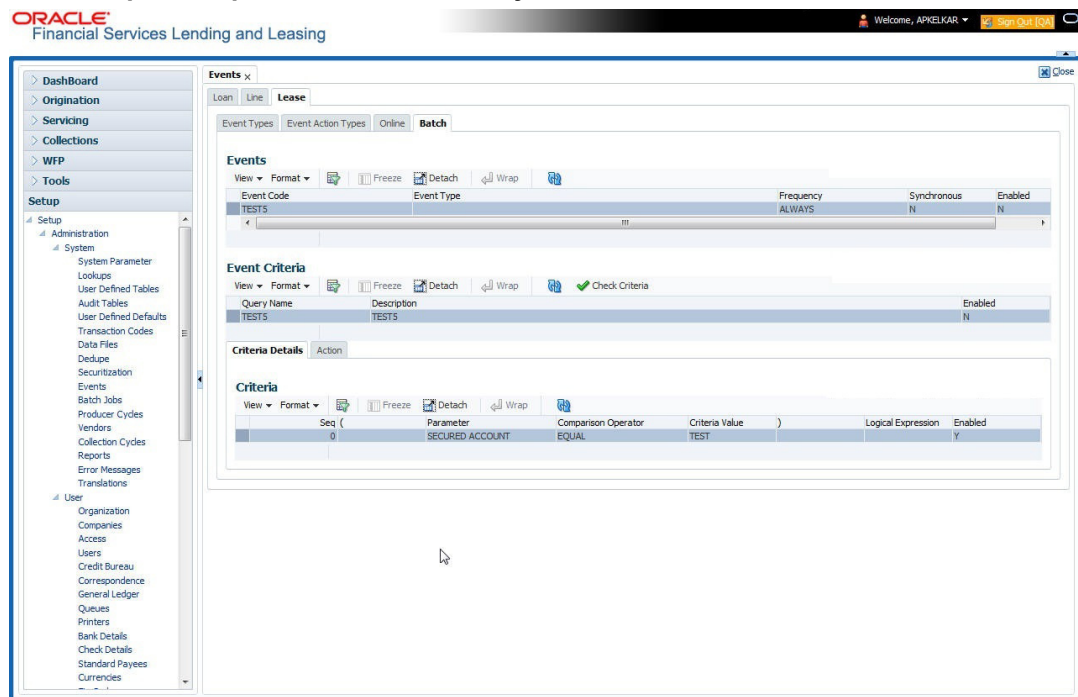 ORACLE
Financial Services Lending and Leasing
Welcome, APKELKAR
Sign Out [QA]
DashBoard
Origination
Servicing
Collections
WFP
Tools
Setup
Setup
Administration
System
System Parameter
Lookups
User Defined Tables
Audit Tables
User Defined Defaults
Transaction Codes
Data Files
Dedupe
Securitization
Events
Batch Jobs
Producer Cycles
Vendors
Collection Cycles
Reports
Error Messages
Translations
User
Organization
Companies
Access
Users
Credit Bureau
Correspondence
General Ledger
Queues
Printers
Bank Details
Check Details
Standard Payees
Currencies
Events x
Close
Loan Line Lease
Event Types Event Action Types Online Batch
Events
View Format Freeze Detach Wrap
Event Code Event Type Frequency Synchronous Enabled
TEST5 ALWAYS N N
Event Criteria
View Format Freeze Detach Wrap Check Criteria
Query Name Description Enabled
TEST5 TEST5 N
Criteria Details Action
Criteria
View Format Freeze Detach Wrap
Seq ( Parameter Comparison Operator Criteria Value ) Logical Expression Enabled
0 SECURED ACCOUNT EQUAL TEST Y